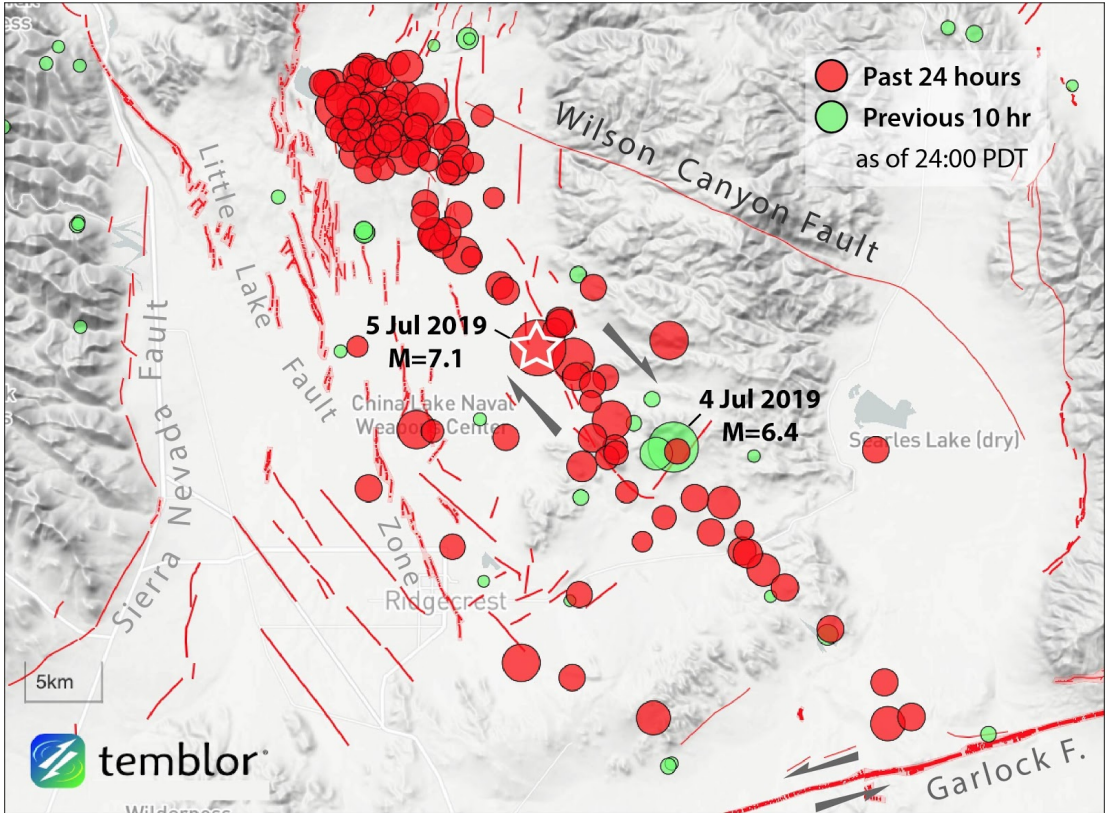 Past 24 hours
Previous 10 hr
as of 24:00 PDT
Wilson Canyon Fault
Little Lake Fault Zone
5 Jul 2019
M=7.1
4 Jul 2019
M=6.4
China Lake Naval
Weapons Center
Searles Lake (dry)
Sierra Nevada Fault
Ridgecrest
5km
temblor
Garlock F.
Wilderness